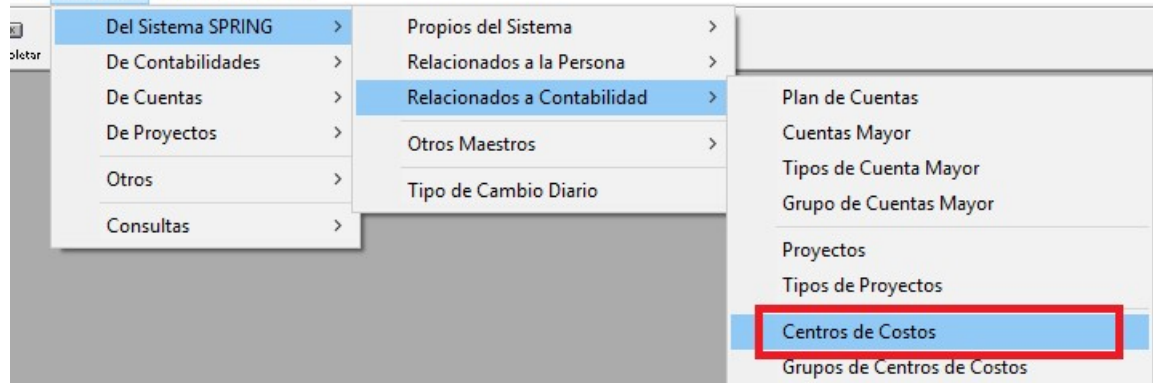 Del Sistema SPRING
De Contabilidades
De Cuentas
De Proyectos
Otros
Consultas
Propios del Sistema
Relacionados a la Persona
Relacionados a Contabilidad
Otros Maestros
Tipo de Cambio Diario
Plan de Cuentas
Cuentas Mayor
Tipos de Cuenta Mayor
Grupo de Cuentas Mayor
Proyectos
Tipos de Proyectos
Centros de Costos
Grupos de Centros de Costos